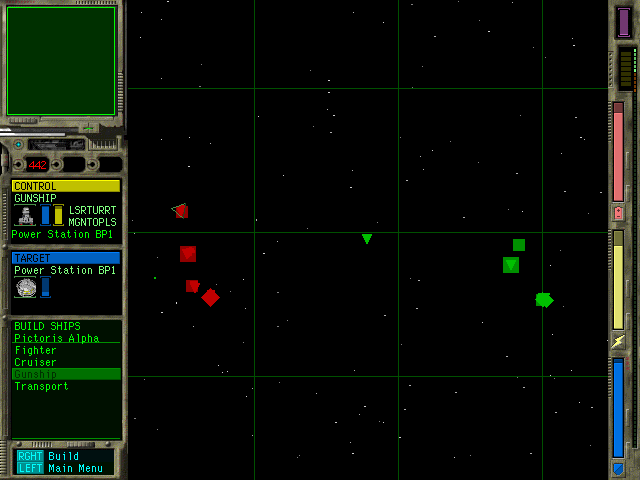 442
CONTROL
GUNSHIP
LSRTURRT
MGNTOPLS
Power Station BP1
TARGET
Power Station BP1
BUILD SHIPS
Pictoris Alpha
Fighter
Cruiser
Gunship
Transport
RGHT Build
LEFT Main Menu